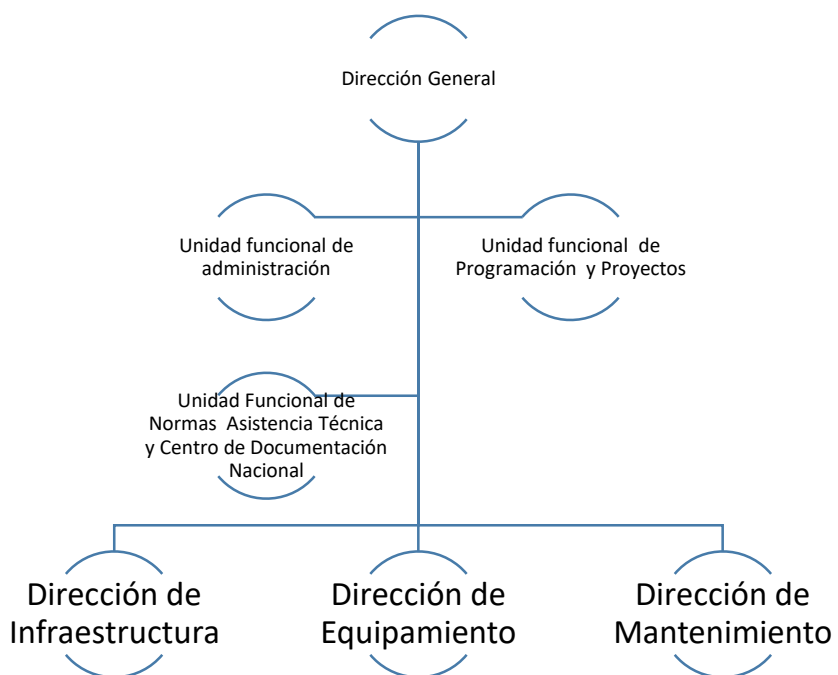 Dirección General
Unidad funcional de
administración
Unidad funcional de
Programación y Proyectos
Unidad Funcional de
Normas Asistencia Técnica
y Centro de Documentación
Nacional
Dirección de
Infraestructura
Dirección de
Equipamiento
Dirección de
Mantenimiento